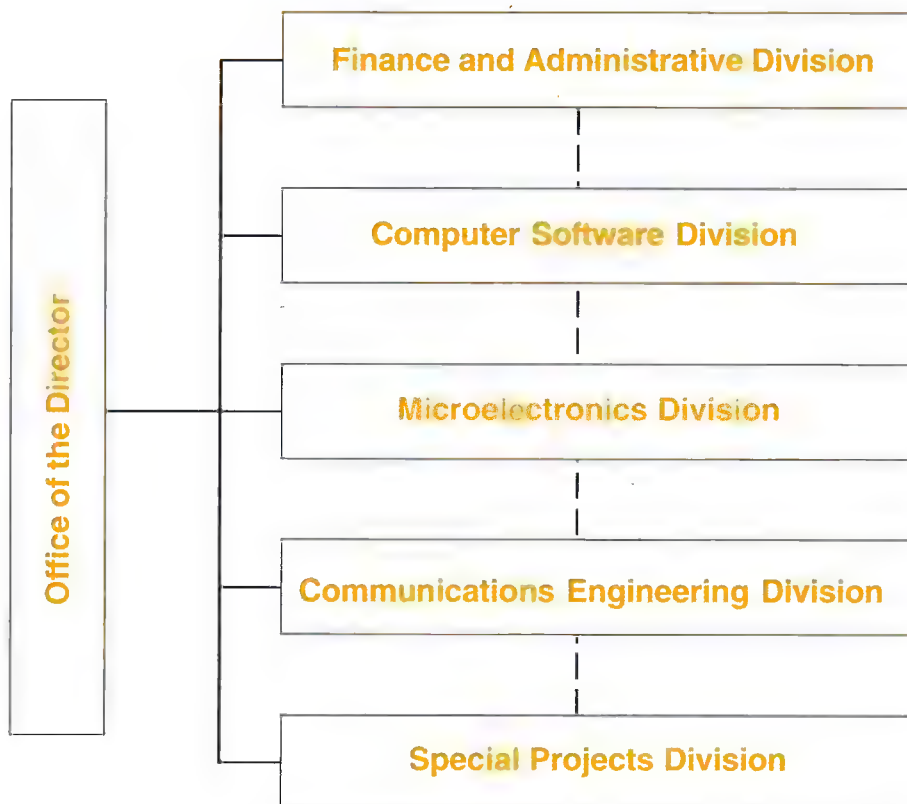 Office of the Director
Finance and Administrative Division
Computer Software Division
Microelectronics Division
Communications Engineering Division
Special Projects Division